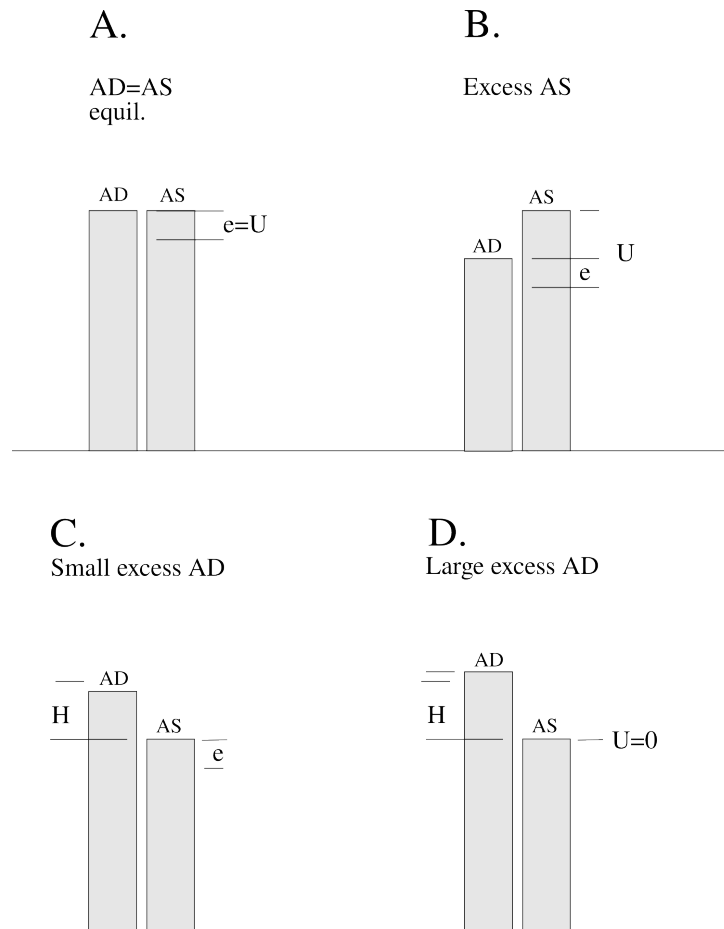 A.
AD=AS
equil.
AD
AS
e=U
B.
Excess AS
AS
AD
U
e
C.
Small excess AD
AD
H
AS
e
D.
Large excess AD
AD
H
AS
U=0